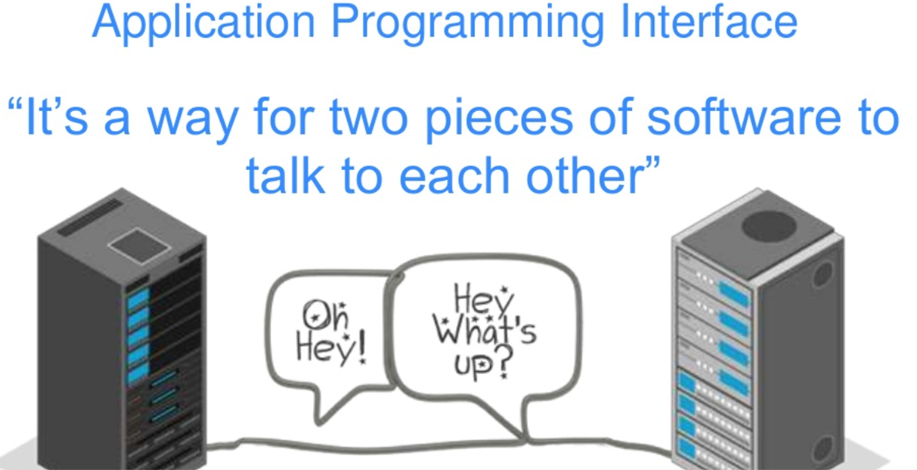 Application Programming Interface
“It’s a way for two pieces of software to
talk to each other”
Oh
Hey!
Hey
What's
up?